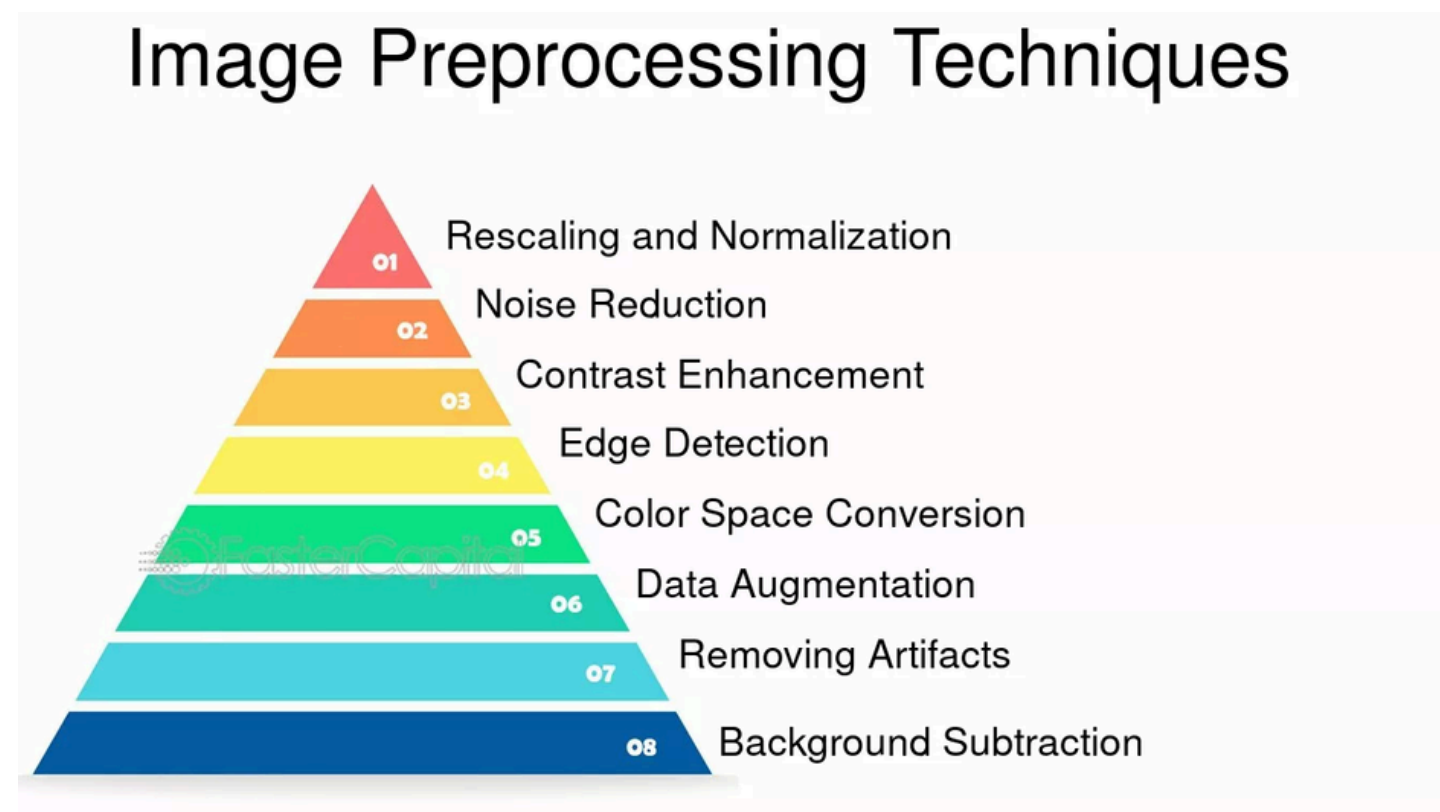 Image Preprocessing Techniques
01 Rescaling and Normalization
02 Noise Reduction
03 Contrast Enhancement
04 Edge Detection
05 Color Space Conversion
FasterCapital
06 Data Augmentation
07 Removing Artifacts
08 Background Subtraction